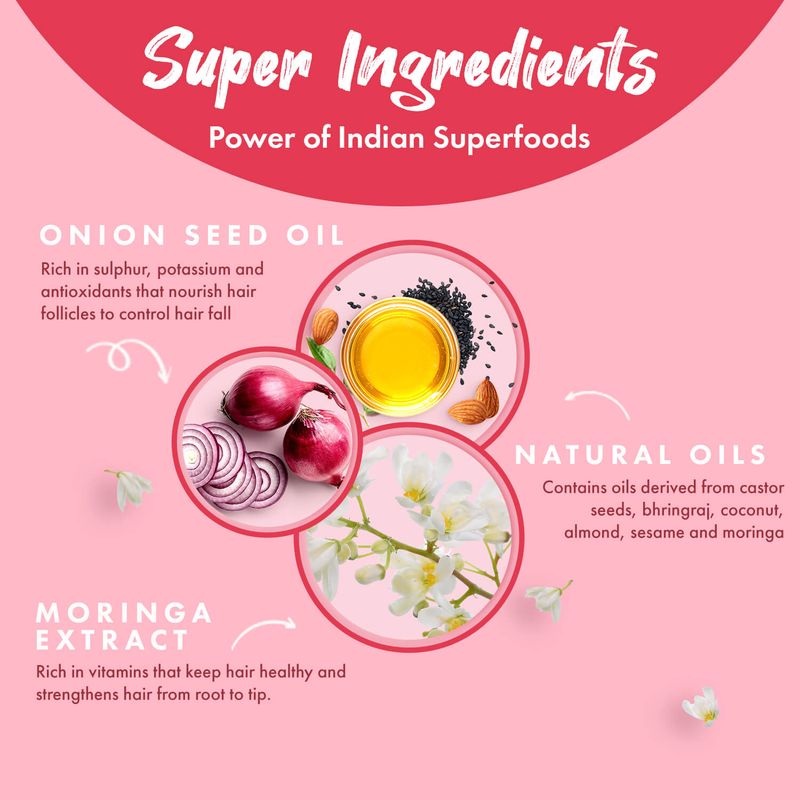 Super Ingredients
Power of Indian Superfoods
ONION SEED OIL
Rich in sulphur, potassium and
antioxidants that nourish hair
follicles to control hair fall
NATURAL OILS
Contains oils derived from castor
seeds, bhringraj, coconut,
almond, sesame and moringa
MORINGA
EXTRACT
Rich in vitamins that keep hair healthy and
strengthens hair from root to tip.